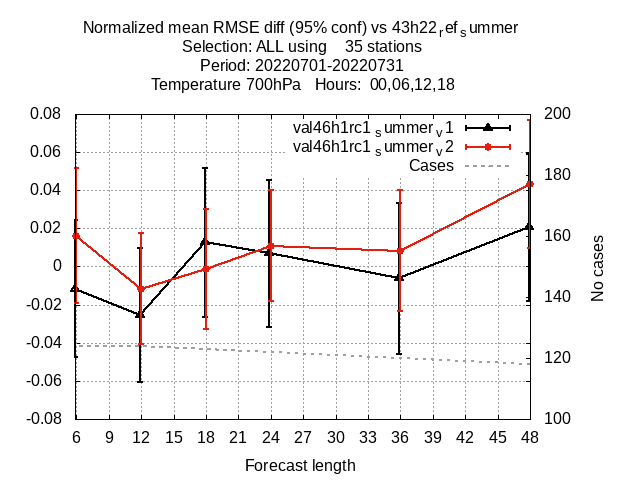 Normalized mean RMSE diff (95% conf) vs 43h22refsummer
Selection: ALL using 35 stations
Period: 20220701-20220731
Temperature 700hPa Hours: 00,06,12,18
val46h1rc1summerv1
val46h1rc1summerv2
Cases
0.08
0.06
0.04
0.02
0
-0.02
-0.04
-0.06
-0.08
200
180
160
140
120
100
No cases
6 9 12 15 18 21 24 27 30 33 36 39 42 45 48
Forecast length